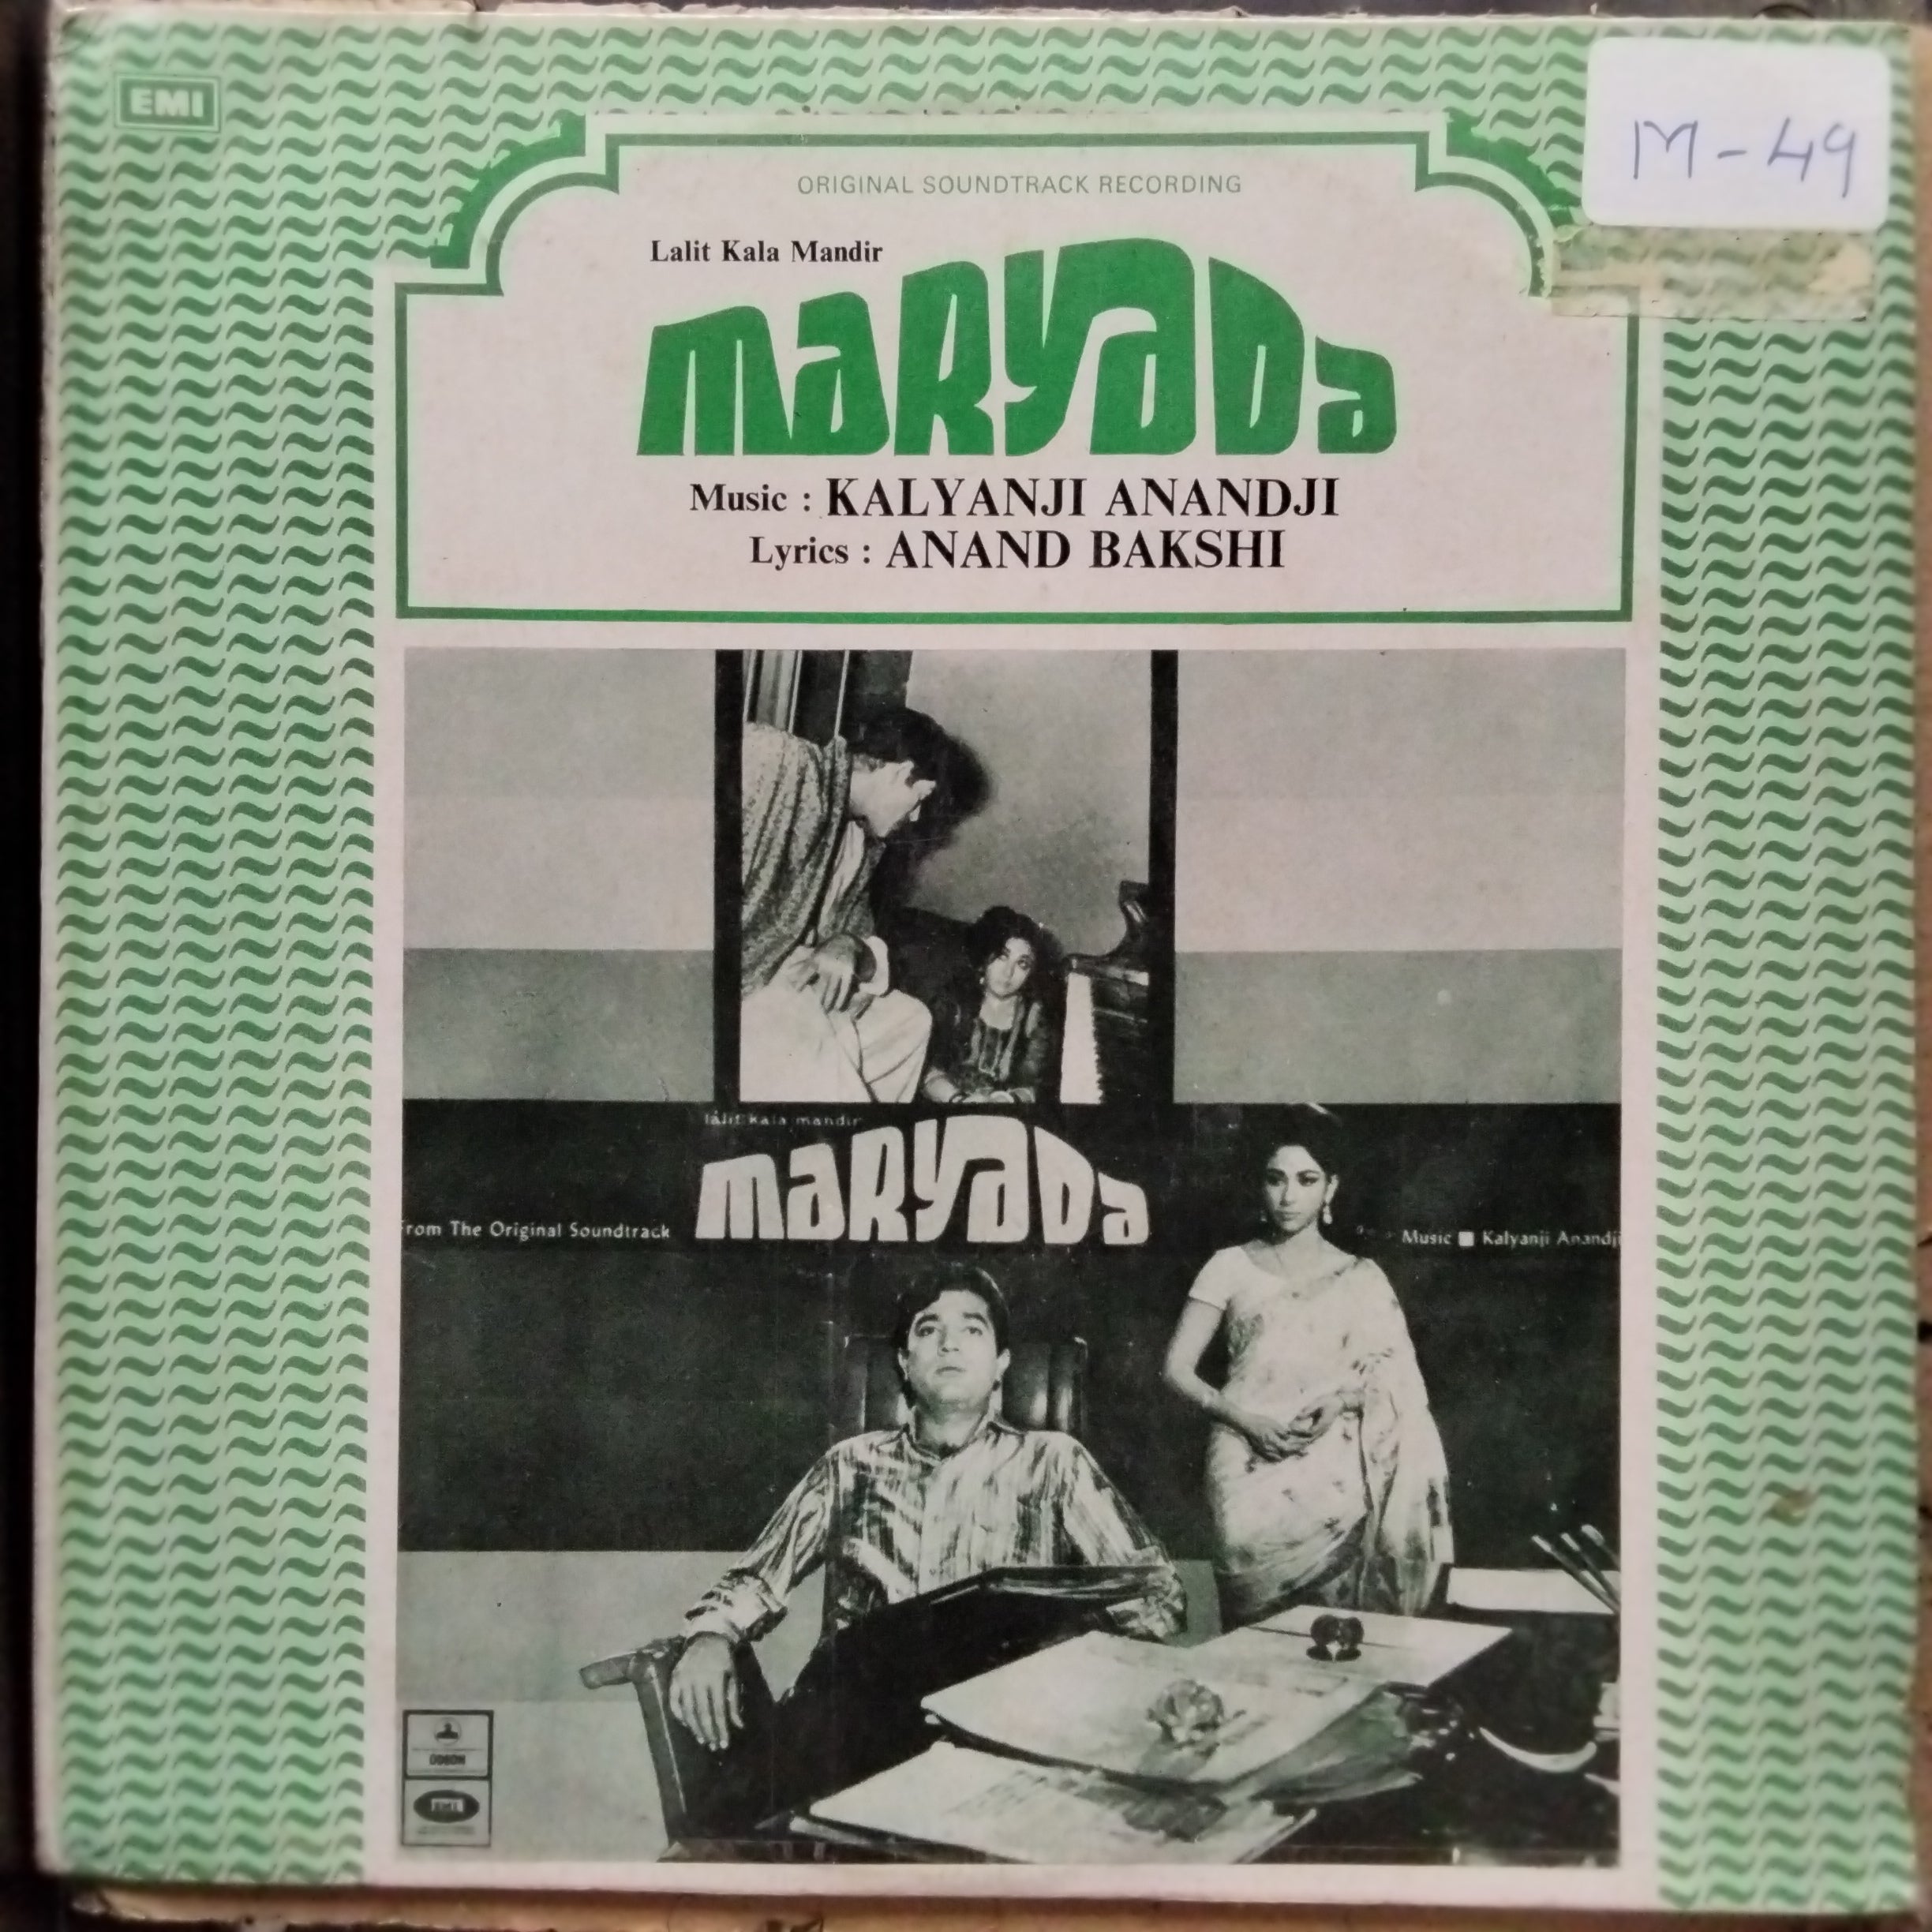 EMI
M-49
ORIGINAL SOUNDTRACK RECORDING
Lalit Kala Mandir
MARYADA
Music : KALYANJI ANANDJI
Lyrics : ANAND BAKSHI
lalit kala mandir
MARYADA
From The Original Soundtrack
Music ■ Kalyanji Anandji
ODEON
EMI